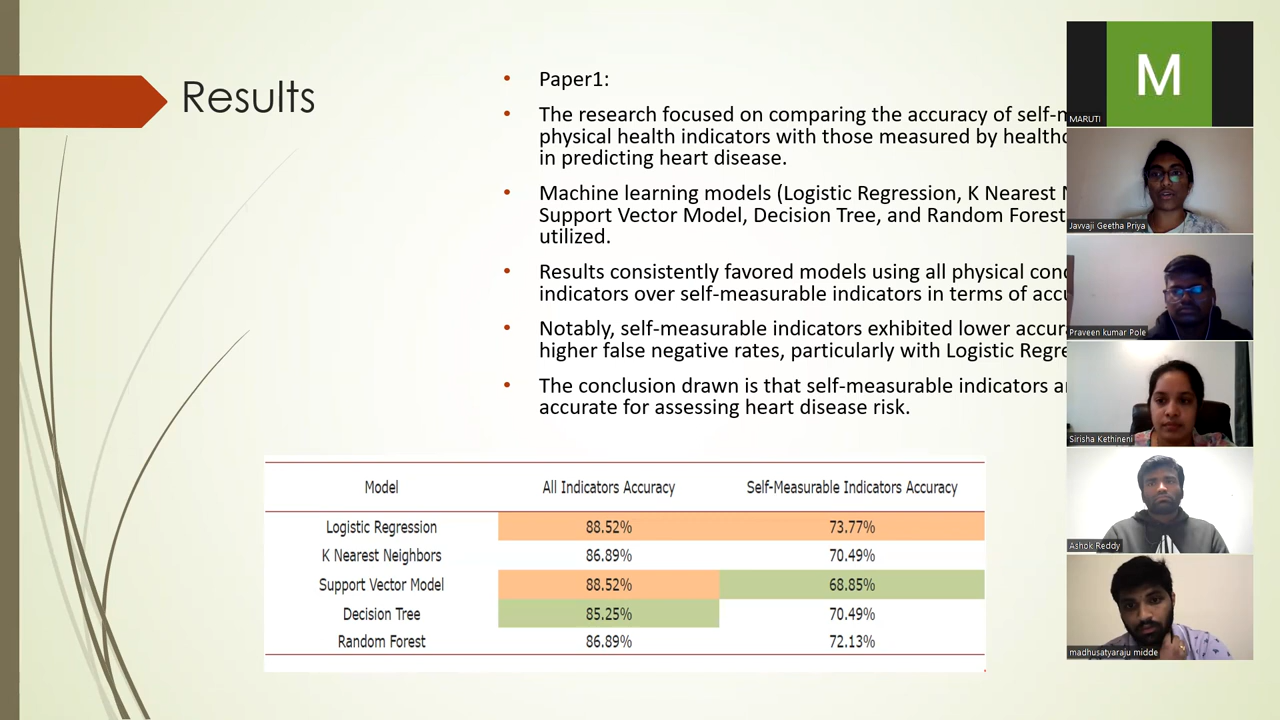 Results
• Paper1:
• The research focused on comparing the accuracy of self-m
physical health indicators with those measured by healthc
in predicting heart disease.
• Machine learning models (Logistic Regression, K Nearest
Support Vector Model, Decision Tree, and Random Forest
utilized.
• Results consistently favored models using all physical con
indicators over self-measurable indicators in terms of accu
• Notably, self-measurable indicators exhibited lower accur
higher false negative rates, particularly with Logistic Regre
• The conclusion drawn is that self-measurable indicators a
accurate for assessing heart disease risk.
Model All Indicators Accuracy Self-Measurable Indicators Accuracy
Logistic Regression 88.52% 73.77%
K Nearest Neighbors 86.89% 70.49%
Support Vector Model 88.52% 68.85%
Decision Tree 85.25% 70.49%
Random Forest 86.89% 72.13%
M
MARUTI
Javvaji Geetha Priya
Praveen kumar Pole
Sirisha Kethineni
Ashok Reddy
madhusatyaraju midde